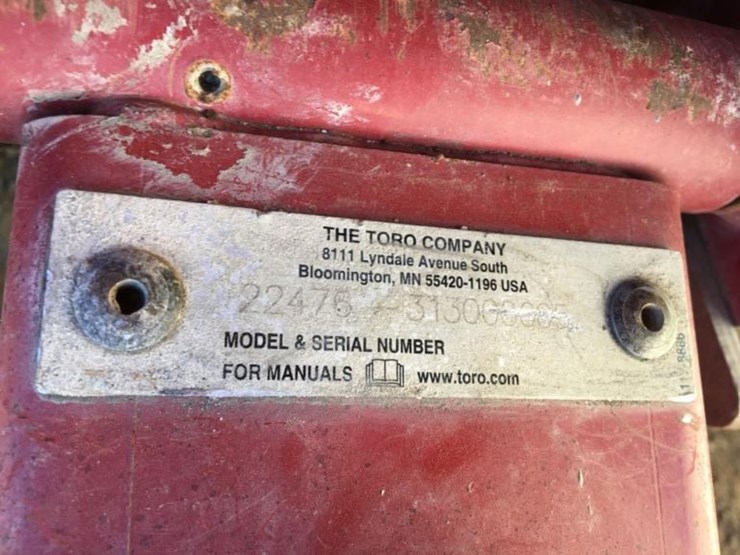 THE TORO COMPANY
8111 Lyndale Avenue South
Bloomington, MN 55420-1196 USA
22476
MODEL & SERIAL NUMBER
FOR MANUALS www.toro.com